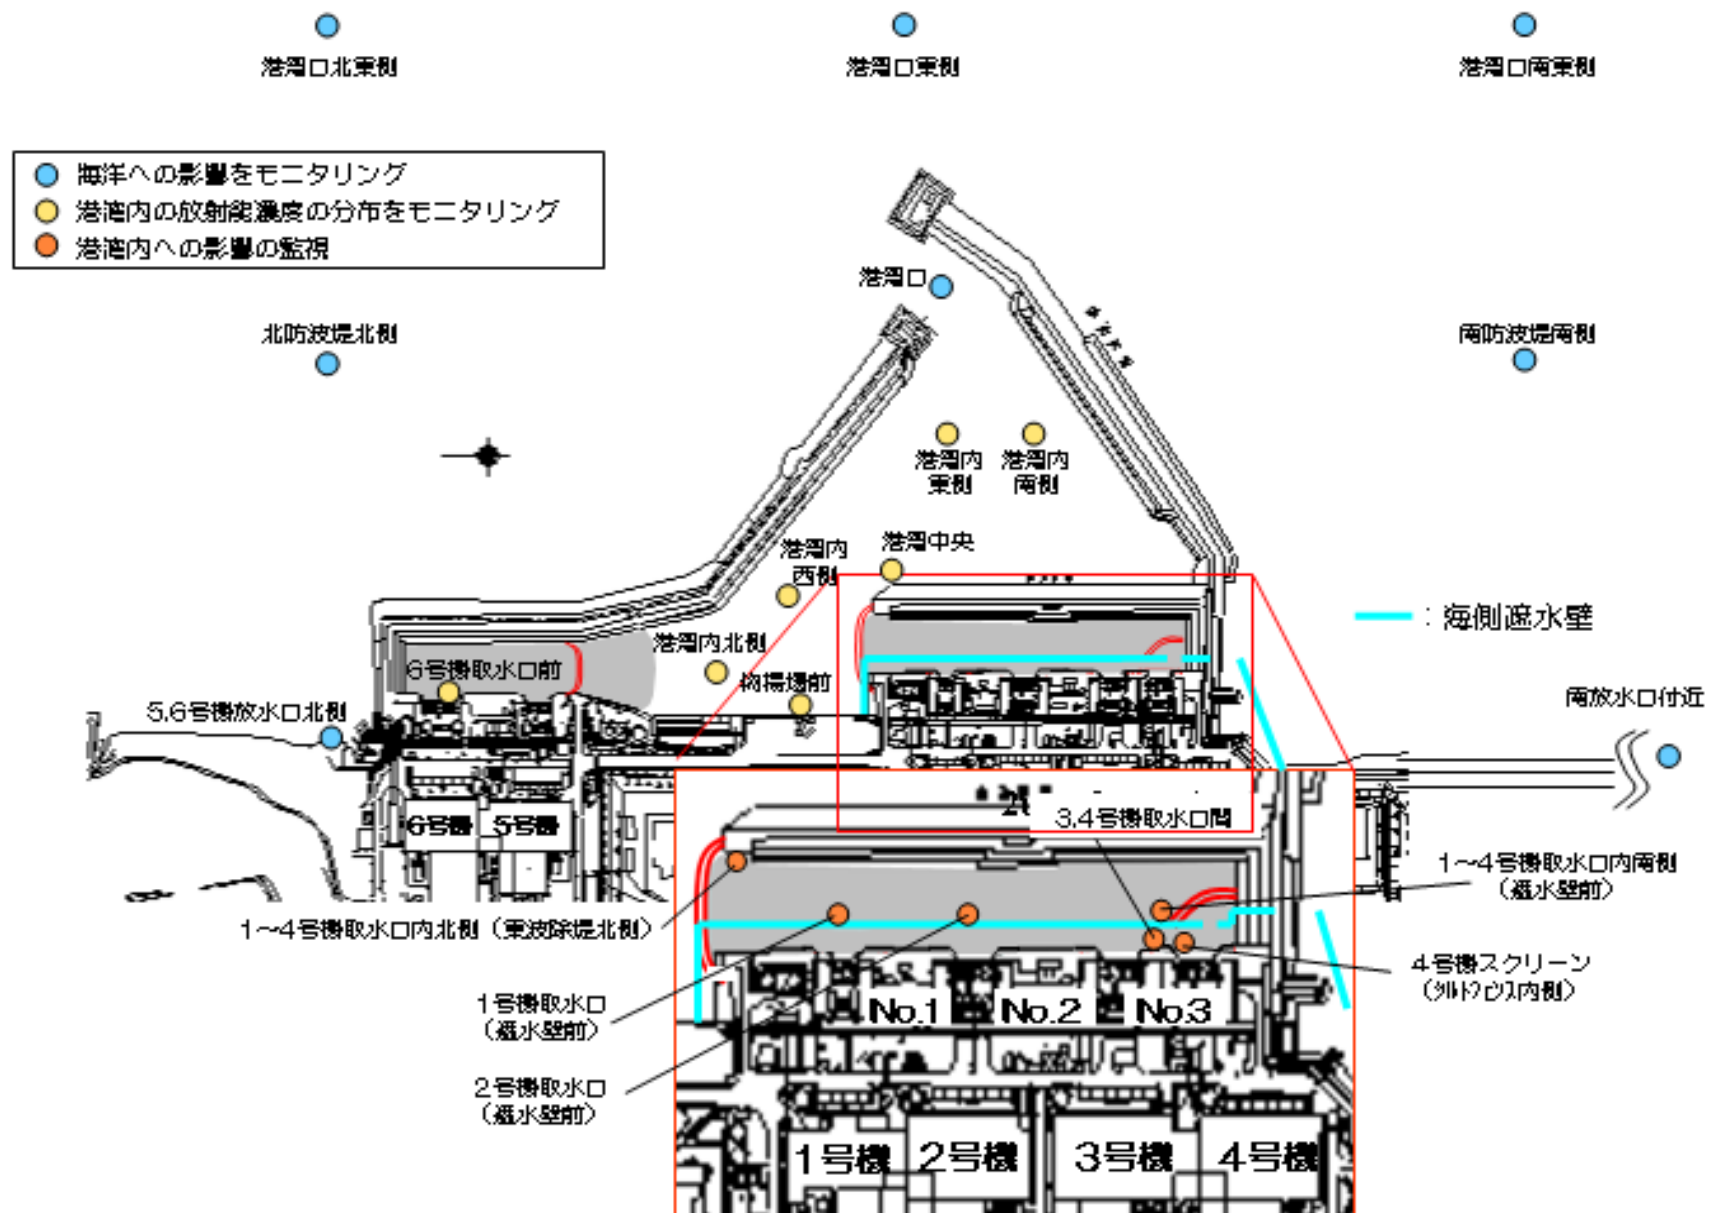 港湾口北東側
港湾口東側
港湾口南東側
海洋への影響をモニタリング
港湾内の放射能濃度の分布をモニタリング
港湾内への影響の監視
港湾口
北防波堤北側
南防波堤南側
港湾内
東側
港湾内
南側
港湾中央
港湾内
西側
：海側遮水壁
港湾内北側
6号機取水口前
物揚場前
南放水口付近
5,6号機放水口北側
6号機
5号機
3,4号機取水口間
1～4号機取水口内南側
（遮水壁前）
1～4号機取水口内北側（東波除堤北側）
4号機スクリーン
（シルトフェンス内側）
1号機取水口
（遮水壁前）
No.1
No.2
No.3
2号機取水口
（遮水壁前）
1号機
2号機
3号機
4号機